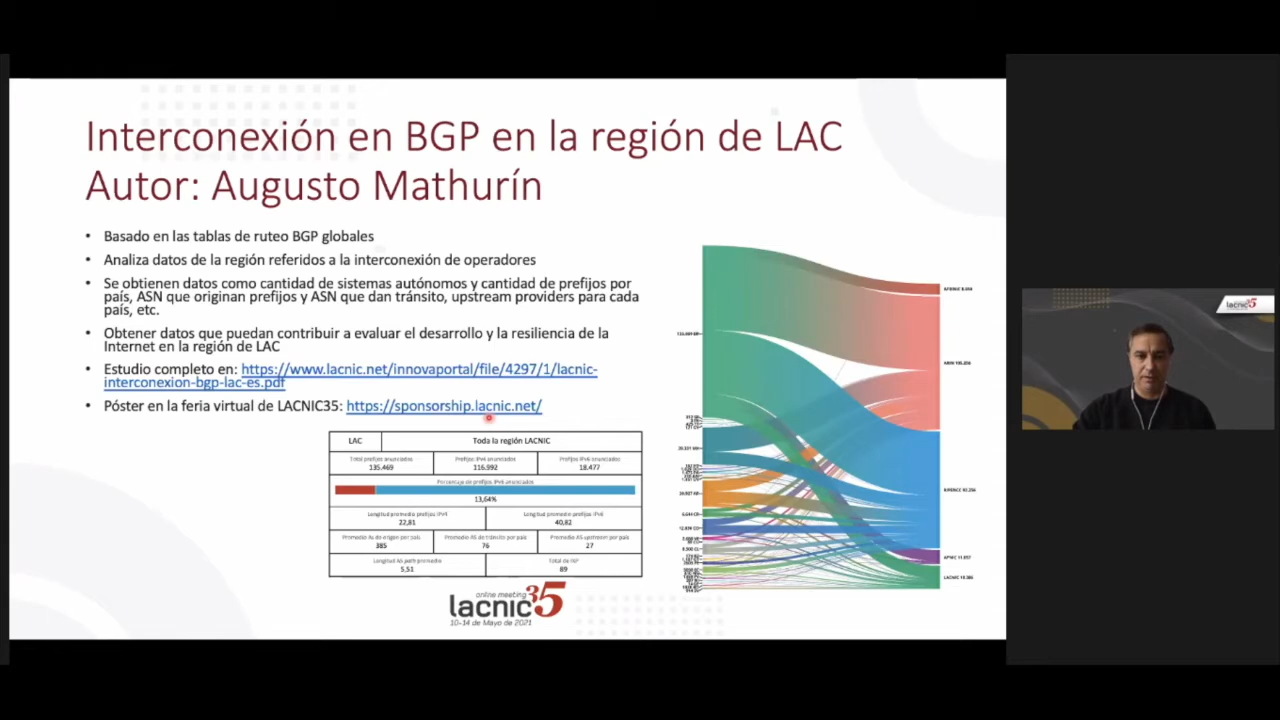 Interconexión en BGP en la región de LAC
Autor: Augusto Mathurín
• Basado en las tablas de ruteo BGP globales
• Analiza datos de la región referidos a la interconexión de operadores
• Se obtienen datos como cantidad de sistemas autónomos y cantidad de prefijos por
país, ASN que originan prefijos y ASN que dan tránsito, upstream providers para cada
país, etc.
• Obtener datos que puedan contribuir a evaluar el desarrollo y la resiliencia de la
Internet en la región de LAC
• Estudio completo en: https://www.lacnic.net/innovaportal/file/4297/1/lacnic-
interconexion-bgp-lac-es.pdf
• Póster en la feria virtual de LACNIC35: https://sponsorship.lacnic.net/
LAC Toda la región LACNIC
Total prefijos anunciados Prefijos IPv4 anunciados Prefijos IPv6 anunciados
135.469 116.992 18.477
Porcentaje de prefijos IPv6 anunciados
13,64%
Longitud promedio prefijos IPv4 Longitud promedio prefijos IPv6
22,81 40,82
Promedio AS de origen por país Promedio AS de tránsito por país Promedio AS upstream por país
385 76 27
Longitud AS path promedio Total de IXP
5,51 89
online meeting
lacnic 35
10-14 de Mayo de 2021
lacnic 35